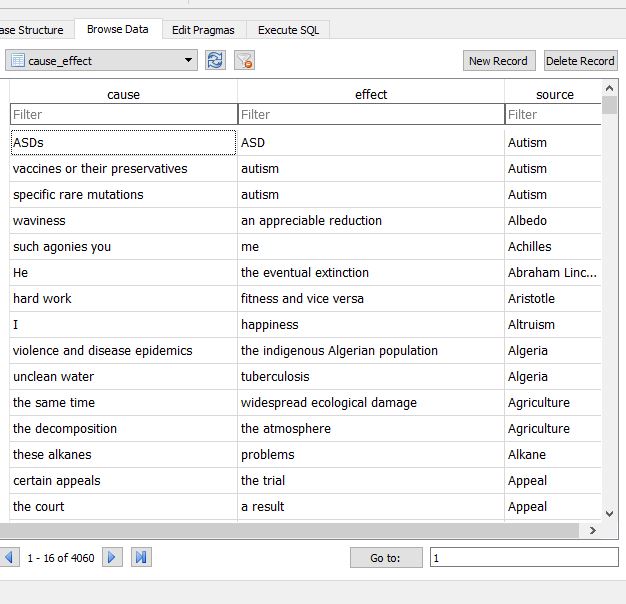 ase Structure Browse Data Edit Pragmas Execute SQL
cause_effect New Record Delete Record
cause effect source
Filter Filter Filter
ASDs ASD Autism
vaccines or their preservatives autism Autism
specific rare mutations autism Autism
waviness an appreciable reduction Albedo
such agonies you me Achilles
He the eventual extinction Abraham Linc...
hard work fitness and vice versa Aristotle
I happiness Altruism
violence and disease epidemics the indigenous Algerian population Algeria
unclean water tuberculosis Algeria
the same time widespread ecological damage Agriculture
the decomposition the atmosphere Agriculture
these alkanes problems Alkane
certain appeals the trial Appeal
the court a result Appeal
1 - 16 of 4060 Go to: 1